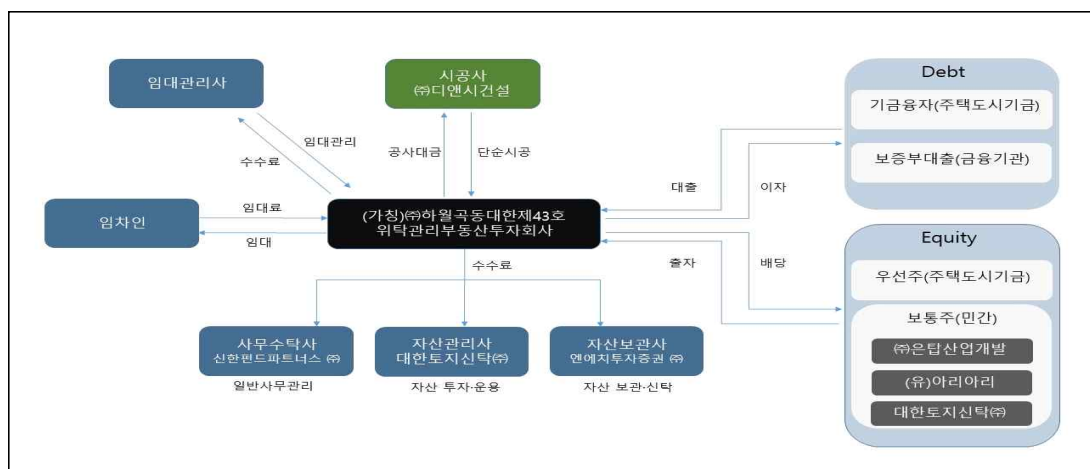 임대관리사
시공사
㈜디앤시건설
Debt
기금융자(주택도시기금)
보증부대출(금융기관)
임대관리
수수료
공사대금
단순시공
대출
이자
임차인
임대료
임대
(가칭)㈜하월곡동대한제43호
위탁관리부동산투자회사
Equity
우선주(주택도시기금)
보통주(민간)
㈜은탑산업개발
(유)아리아리
대한토지신탁㈜
출자
배당
수수료
사무수탁사
신한펀드파트너스 ㈜
일반사무관리
자산관리사
대한토지신탁㈜
자산 투자·운용
자산보관사
엔에치투자증권 ㈜
자산 보관·신탁